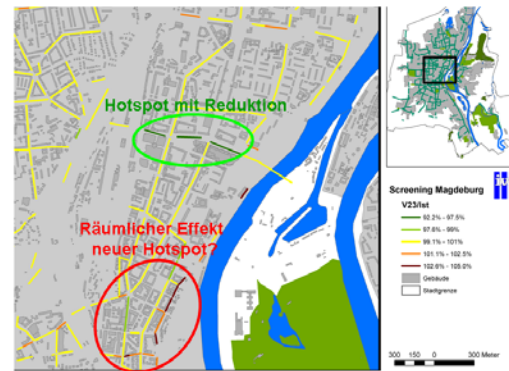 Hotspot mit Reduktion
Räumlicher Effekt
neuer Hotspot?
Screening Magdeburg
V23/Ist
92.2% - 97.5%
97.6% - 99%
99.1% - 101%
101.1% - 102.5%
102.6% - 105.0%
Gebäude
Stadtgrenze
300 150 0 300 Meter